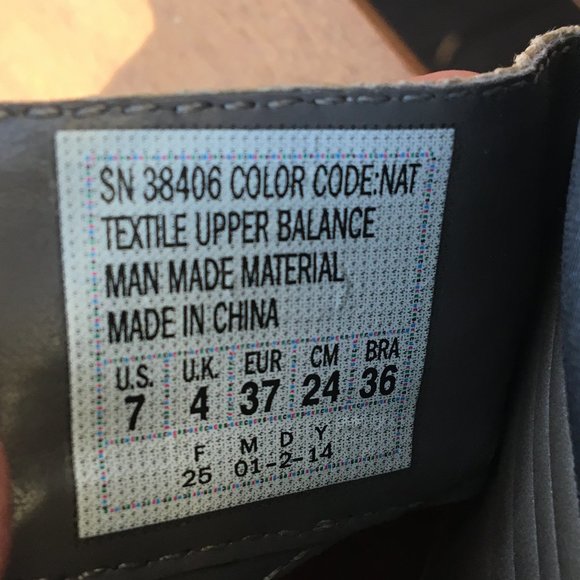 SN 38406 COLOR CODE:NAT
TEXTILE UPPER BALANCE
MAN MADE MATERIAL
MADE IN CHINA
U.S. U.K. EUR CM BRA
7 4 37 24 36
F M D Y
25 01-2-14